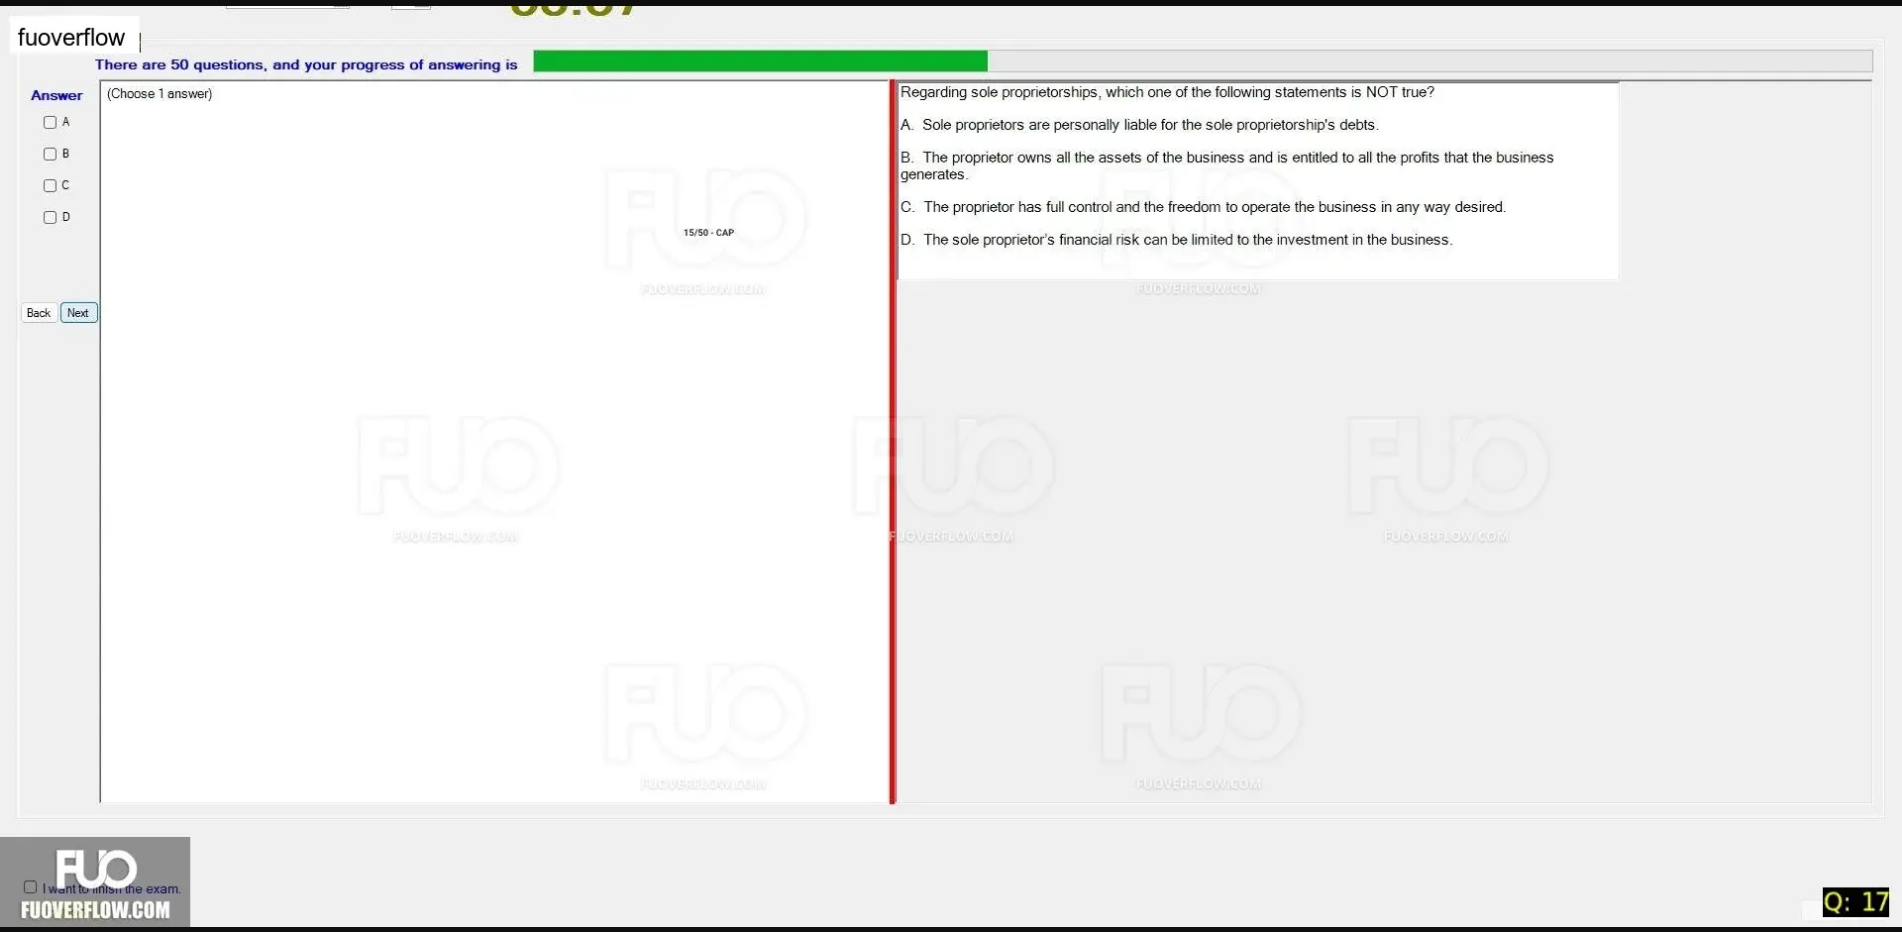 fuoverflow
There are 50 questions, and your progress of answering is
Answer
(Choose 1 answer)
A
B
C
D
Back
Next
15/50 - CAP
Regarding sole proprietorships, which one of the following statements is NOT true?
A. Sole proprietors are personally liable for the sole proprietorship's debts.
B. The proprietor owns all the assets of the business and is entitled to all the profits that the business
generates.
C. The proprietor has full control and the freedom to operate the business in any way desired.
D. The sole proprietor's financial risk can be limited to the investment in the business.
FUO
FUOVERFLOW.COM
FUO
FUOVERFLOW.COM
FUO
FUOVERFLOW.COM
FUO
FUOVERFLOW.COM
FUO
FUOVERFLOW.COM
FUO
FUOVERFLOW.COM
FUO
FUOVERFLOW.COM
FUO
I want to finish the exam.
FUOVERFLOW.COM
Q: 17